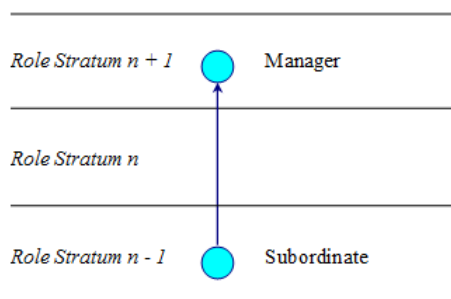 Role Stratum n + 1 Manager
Role Stratum n
Role Stratum n - 1 Subordinate